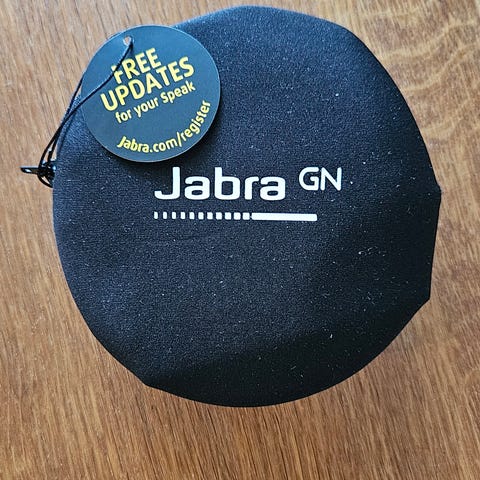 FREE
UPDATES
for your Speak
Jabra.com/register
Jabra GN